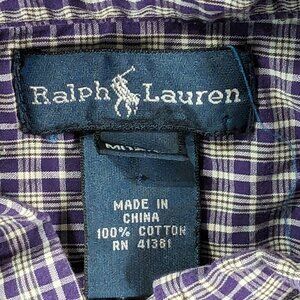 Ralph Lauren
MADE IN
CHINA
100% COTTON
RN 41381